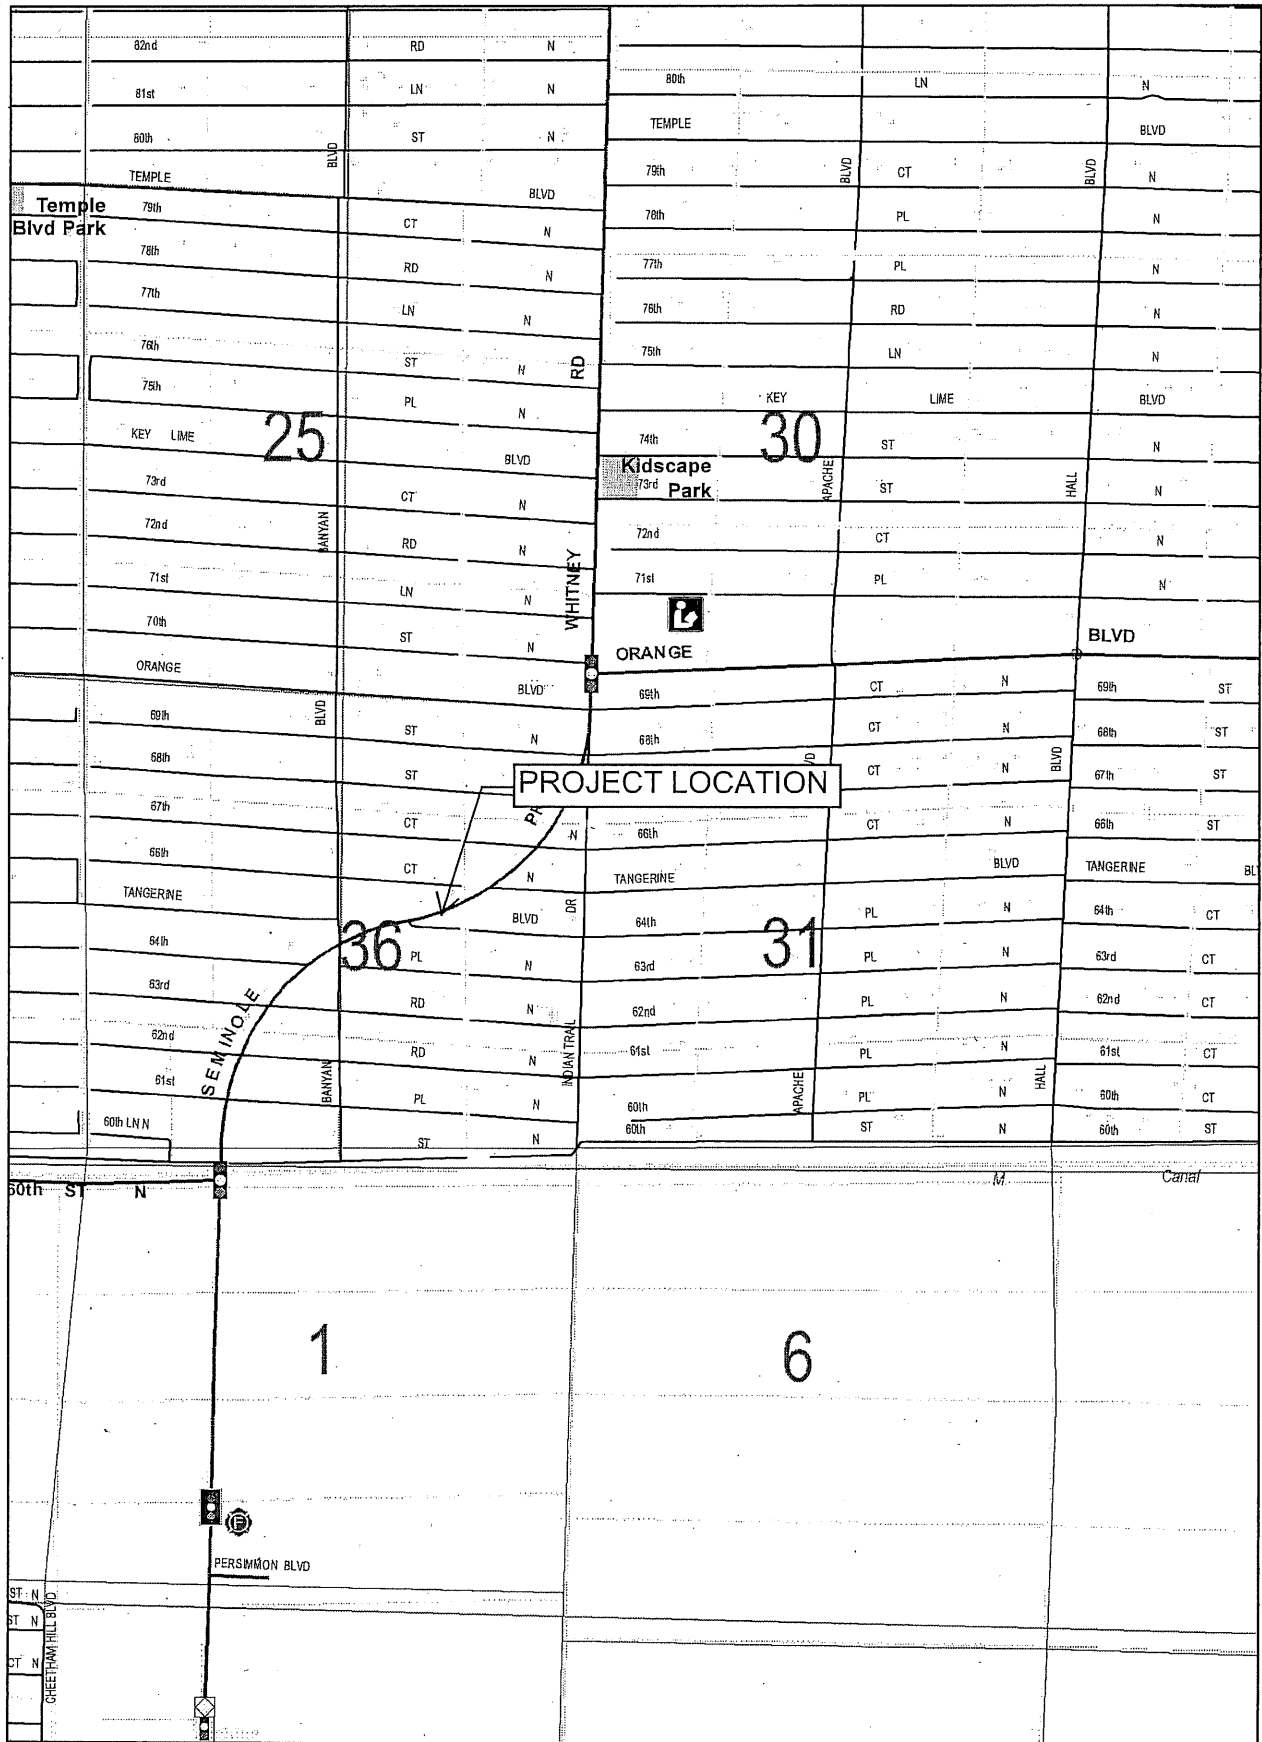 82nd RD N
80th LN N
81st LN N
TEMPLE BLVD
80th ST N
BLVD
79th CT N
BLVD
BLVD
TEMPLE BLVD
Temple
Blvd Park
79th CT N
78th PL N
78th RD N
77th PL N
77th LN N
76th RD N
76th ST N
75th LN N
RD
75th PL N
KEY LIME BLVD
KEY LIME BLVD
25
30
74th ST N
Kidscape
Park
73rd ST N
73rd CT N
APACHE
HALL
BANYAN
72nd RD N
72nd CT N
WHITNEY
71st LN N
71st PL N
70th ST N
ORANGE BLVD
ORANGE BLVD
69th CT N
69th ST
BLVD
69th ST N
68th CT N
68th ST
68th ST
CT N
67th ST
BLVD
PROJECT LOCATION
67th CT N
66th CT N
66th ST
66th CT N
TANGERINE BLVD
TANGERINE
TANGERINE BLVD
DR
64th PL N
64th CT
36
31
64th PL N
63rd PL N
63rd CT
63rd RD N
62nd PL N
62nd CT
SEMINOLE
62nd RD N
INDIAN TRAIL
61st PL N
61st CT
61st PL N
BANYAN
APACHE
HALL
60th PL N
60th CT
60th LN N
ST N
60th ST N
60th ST
60th ST N
M Canal
1
6
F
PERSIMMON BLVD
ST N
ST N
CT N
CHEETHAM HILL BLVD